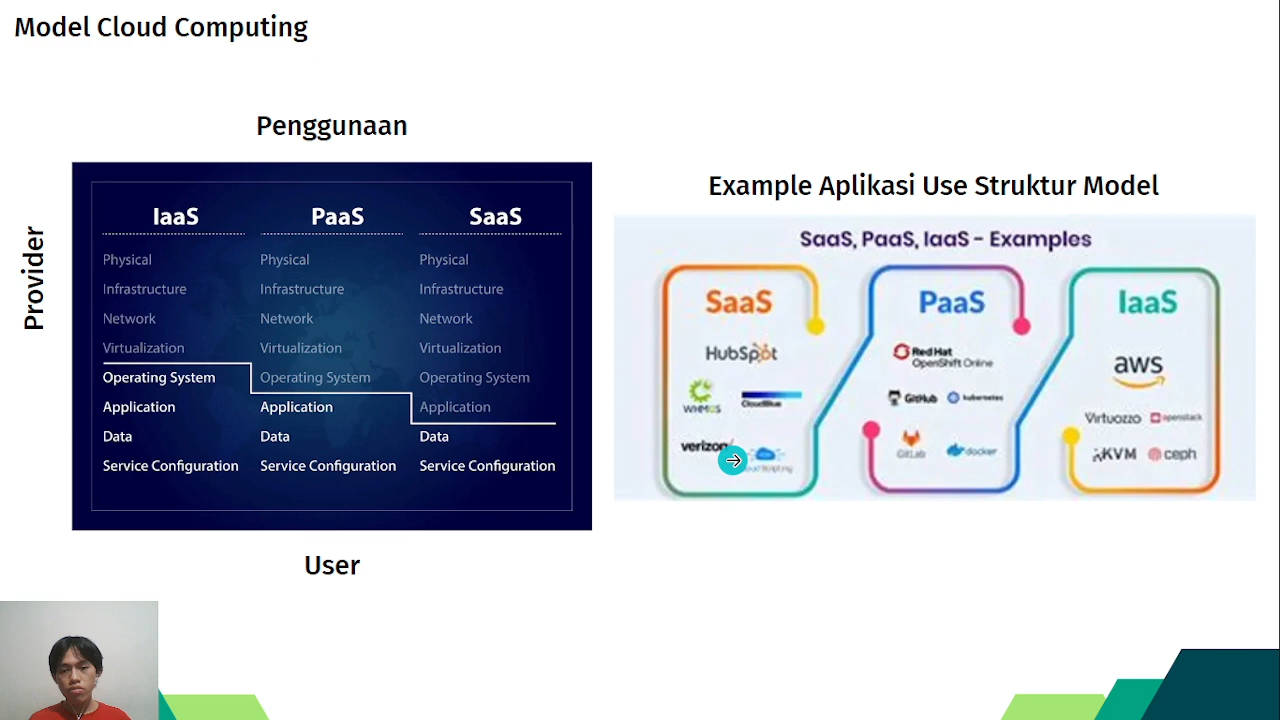 Model Cloud Computing
Penggunaan
Provider
IaaS
Physical
Infrastructure
Network
Virtualization
Operating System
Application
Data
Service Configuration
PaaS
Physical
Infrastructure
Network
Virtualization
Operating System
Application
Data
Service Configuration
SaaS
Physical
Infrastructure
Network
Virtualization
Operating System
Application
Data
Service Configuration
User
Example Aplikasi Use Struktur Model
SaaS, PaaS, IaaS - Examples
SaaS
HubSpot
WHMCS
CloudBlue
verizon
Scripting
PaaS
Red Hat
OpenShift Online
GitHub
kubernetes
GitLab
docker
IaaS
aws
Virtuozzo
openstack
KVM
ceph